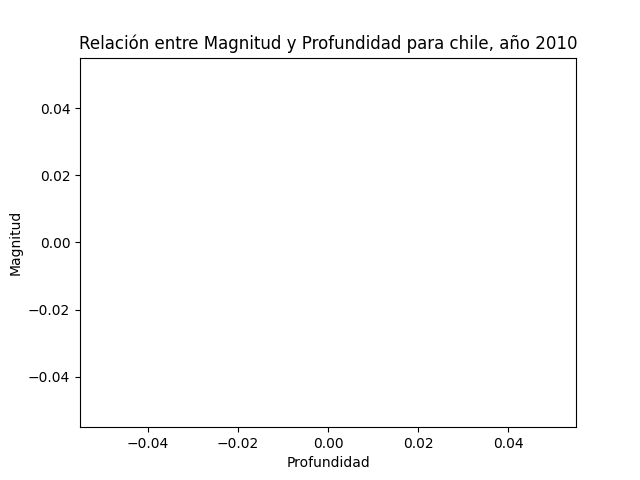 Relación entre Magnitud y Profundidad para chile, año 2010
0.04
0.02
0.00
−0.02
−0.04
Magnitud
−0.04 −0.02 0.00 0.02 0.04
Profundidad